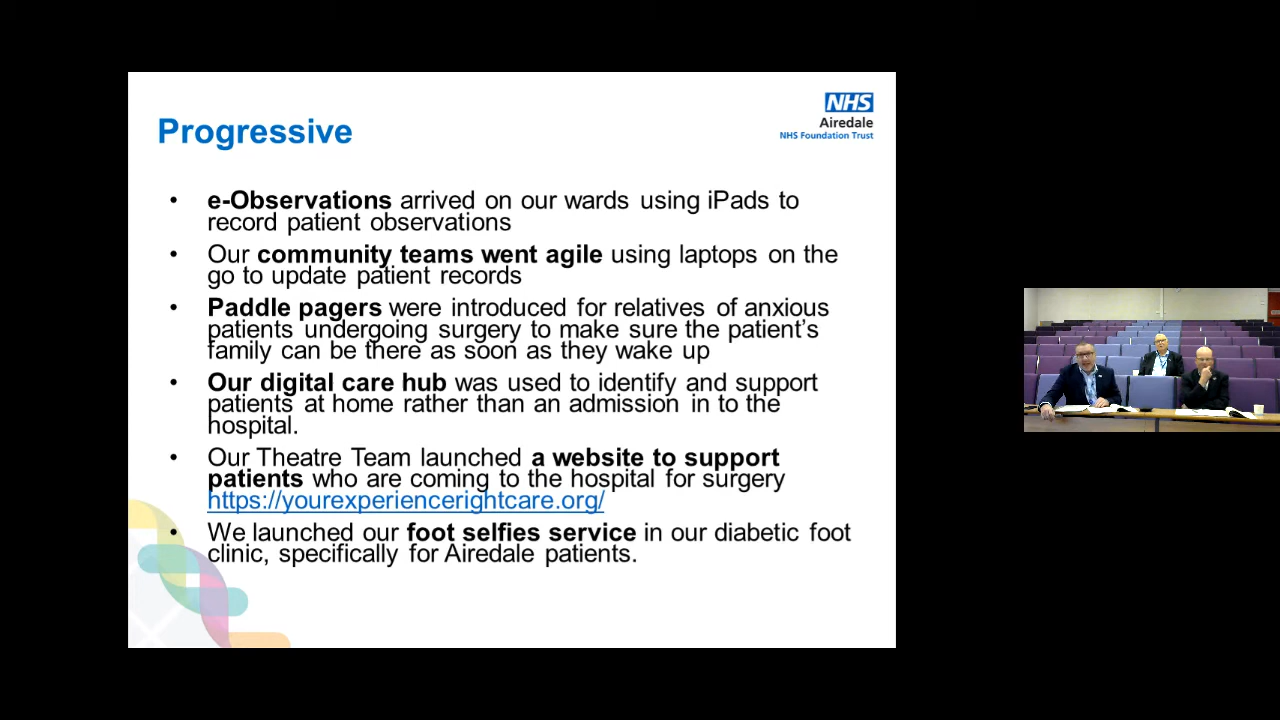 Progressive
NHS
Airedale
NHS Foundation Trust
• e-Observations arrived on our wards using iPads to
record patient observations
• Our community teams went agile using laptops on the
go to update patient records
• Paddle pagers were introduced for relatives of anxious
patients undergoing surgery to make sure the patient’s
family can be there as soon as they wake up
• Our digital care hub was used to identify and support
patients at home rather than an admission in to the
hospital.
• Our Theatre Team launched a website to support
patients who are coming to the hospital for surgery
https://yourexperiencerightcare.org/
• We launched our foot selfies service in our diabetic foot
clinic, specifically for Airedale patients.